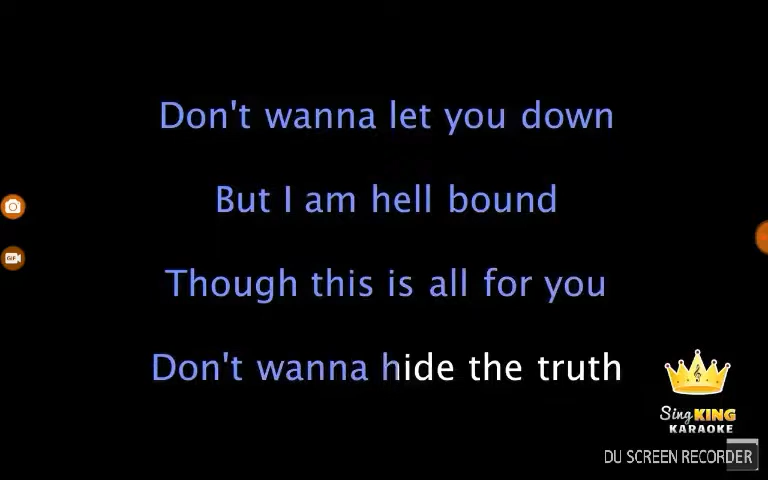 Don't wanna let you down
But I am hell bound
Though this is all for you
Don't wanna hide the truth
Sing KING
KARAOKE
DU SCREEN RECORDER
GIF